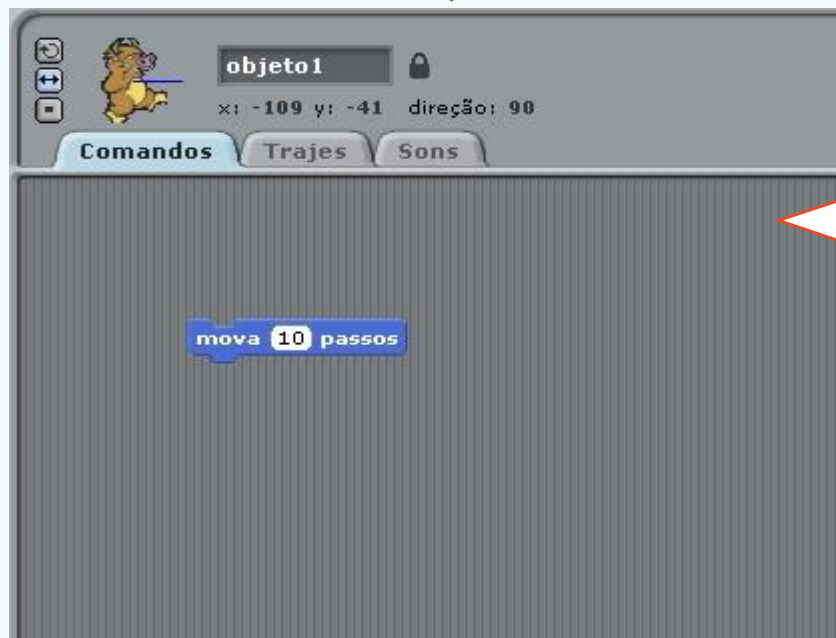 objeto1
x: -109 y: -41 direção: 90
Comandos Trajes Sons
mova 10 passos